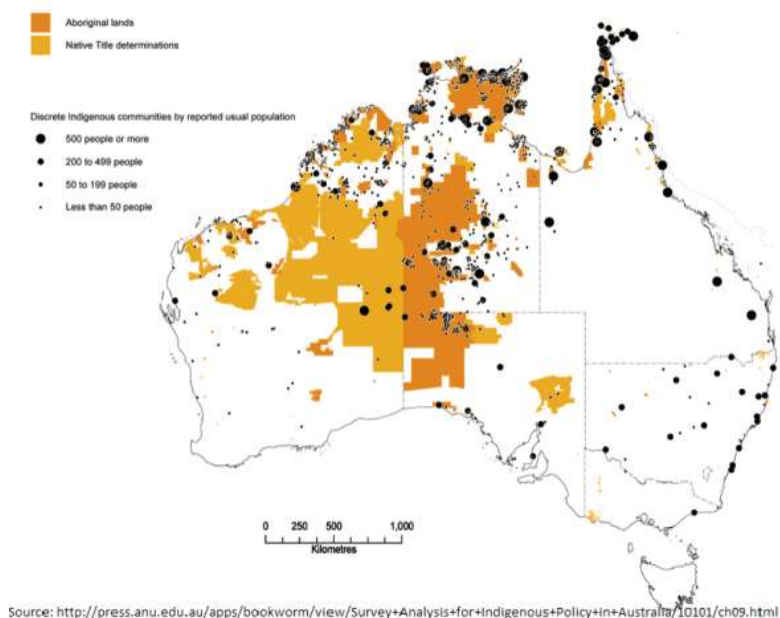 Aboriginal lands
Native Title determinations
Discrete Indigenous communities by reported usual population
500 people or more
200 to 499 people
50 to 199 people
Less than 50 people
0 250 500 1,000
Kilometres
Source: http://press.anu.edu.au/apps/bookworm/view/Survey+Analysis+for+Indigenous+Policy+in+Australia/10101/ch09.html